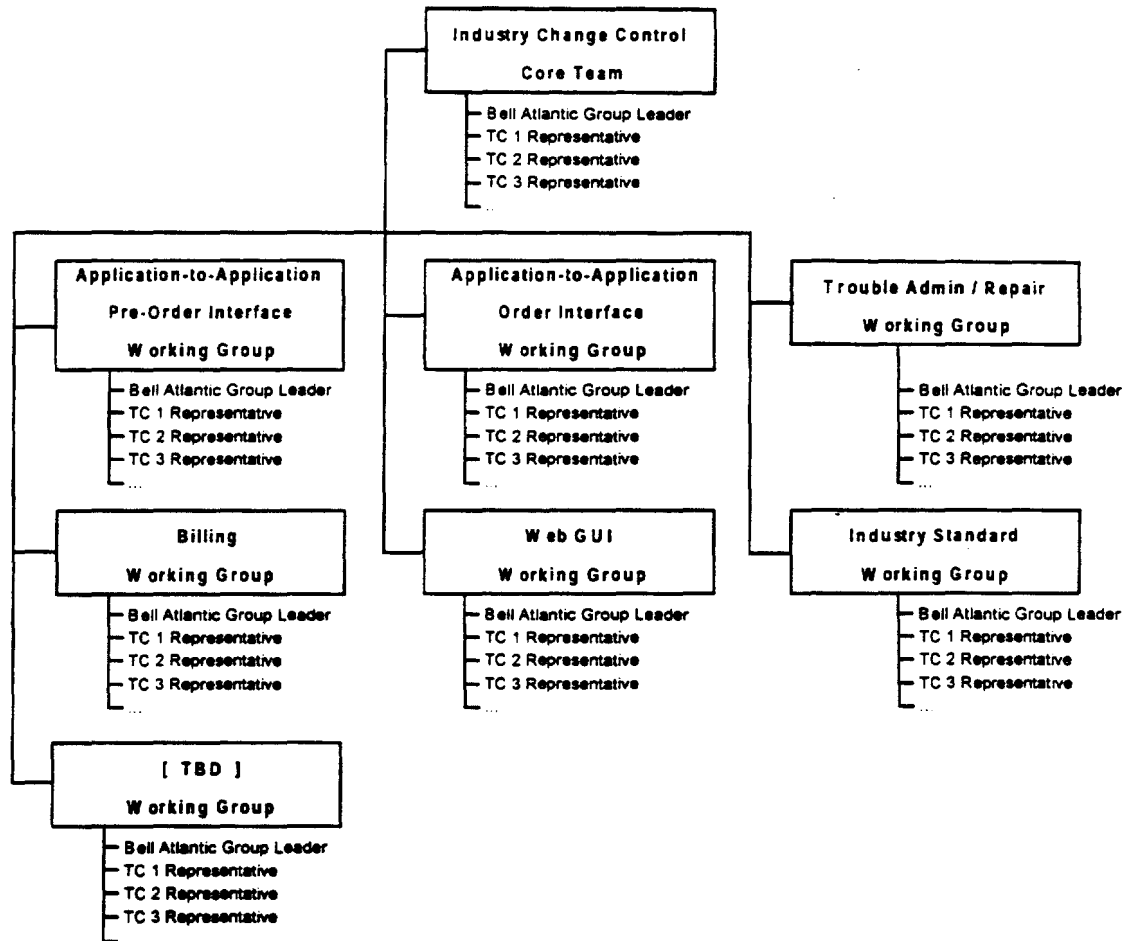 Industry Change Control
Core Team
Bell Atlantic Group Leader
TC 1 Representative
TC 2 Representative
TC 3 Representative
..
Application-to-Application
Pre-Order Interface
Working Group
Bell Atlantic Group Leader
TC 1 Representative
TC 2 Representative
TC 3 Representative
...
Application-to-Application
Order Interface
Working Group
Bell Atlantic Group Leader
TC 1 Representative
TC 2 Representative
TC 3 Representative
...
Trouble Admin / Repair
Working Group
Bell Atlantic Group Leader
TC 1 Representative
TC 2 Representative
TC 3 Representative
...
Billing
Working Group
Bell Atlantic Group Leader
TC 1 Representative
TC 2 Representative
TC 3 Representative
...
Web GUI
Working Group
Bell Atlantic Group Leader
TC 1 Representative
TC 2 Representative
TC 3 Representative
...
Industry Standard
Working Group
Bell Atlantic Group Leader
TC 1 Representative
TC 2 Representative
TC 3 Representative
...
[ TBD ]
Working Group
Bell Atlantic Group Leader
TC 1 Representative
TC 2 Representative
TC 3 Representative